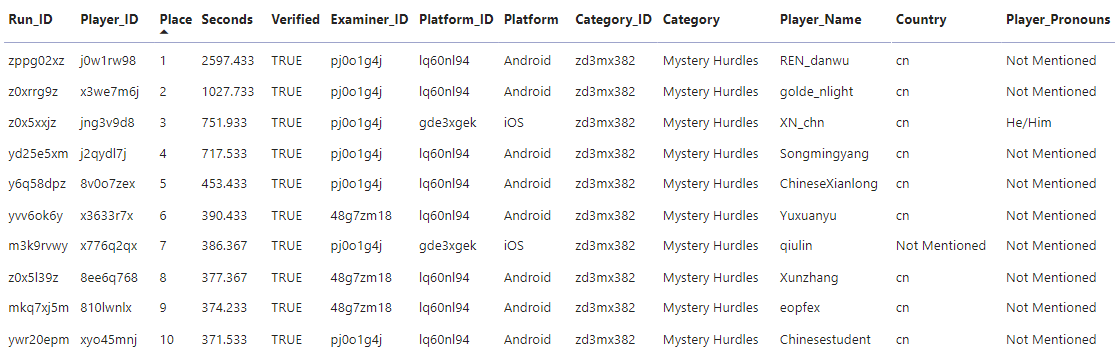 Run_ID Player_ID Place Seconds Verified Examiner_ID Platform_ID Platform Category_ID Category Player_Name Country Player_Pronouns
zppg02xz j0w1rw98 1 2597.433 TRUE pj0o1g4j lq60nl94 Android zd3mx382 Mystery Hurdles REN_danwu cn Not Mentioned
z0xrrg9z x3we7m6j 2 1027.733 TRUE pj0o1g4j lq60nl94 Android zd3mx382 Mystery Hurdles golde_nlight cn Not Mentioned
z0x5xxjz jng3v9d8 3 751.933 TRUE pj0o1g4j gde3xgek iOS zd3mx382 Mystery Hurdles XN_chn cn He/Him
yd25e5xm j2qydl7j 4 717.533 TRUE pj0o1g4j lq60nl94 Android zd3mx382 Mystery Hurdles Songmingyang cn Not Mentioned
y6q58dpz 8v0o7zex 5 453.433 TRUE pj0o1g4j lq60nl94 Android zd3mx382 Mystery Hurdles ChineseXianlong cn Not Mentioned
yvv6ok6y x3633r7x 6 390.433 TRUE 48g7zm18 lq60nl94 Android zd3mx382 Mystery Hurdles Yuxuanyu cn Not Mentioned
m3k9rvwy x776q2qx 7 386.367 TRUE pj0o1g4j gde3xgek iOS zd3mx382 Mystery Hurdles qiulin Not Mentioned Not Mentioned
z0x5l39z 8ee6q768 8 377.367 TRUE 48g7zm18 lq60nl94 Android zd3mx382 Mystery Hurdles Xunzhang cn Not Mentioned
mkq7xj5m 810lwnlx 9 374.233 TRUE 48g7zm18 lq60nl94 Android zd3mx382 Mystery Hurdles eopfex cn Not Mentioned
ywr20epm xyo45mnj 10 371.533 TRUE pj0o1g4j lq60nl94 Android zd3mx382 Mystery Hurdles Chinesestudent cn Not Mentioned